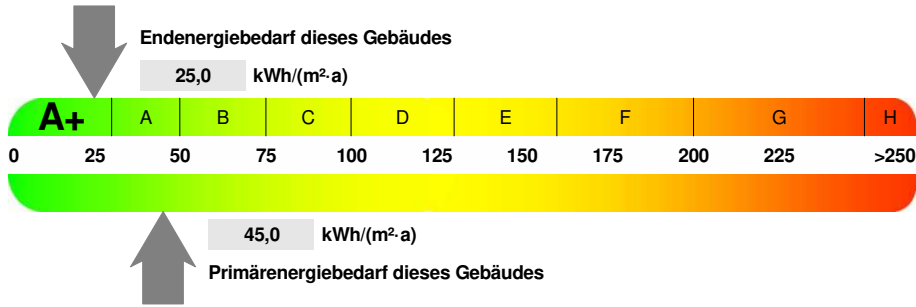 Endenergiebedarf dieses Gebäudes
25,0 kWh/(m²·a)
A+ A B C D E F G H
0 25 50 75 100 125 150 175 200 225 >250
45,0 kWh/(m²·a)
Primärenergiebedarf dieses Gebäudes